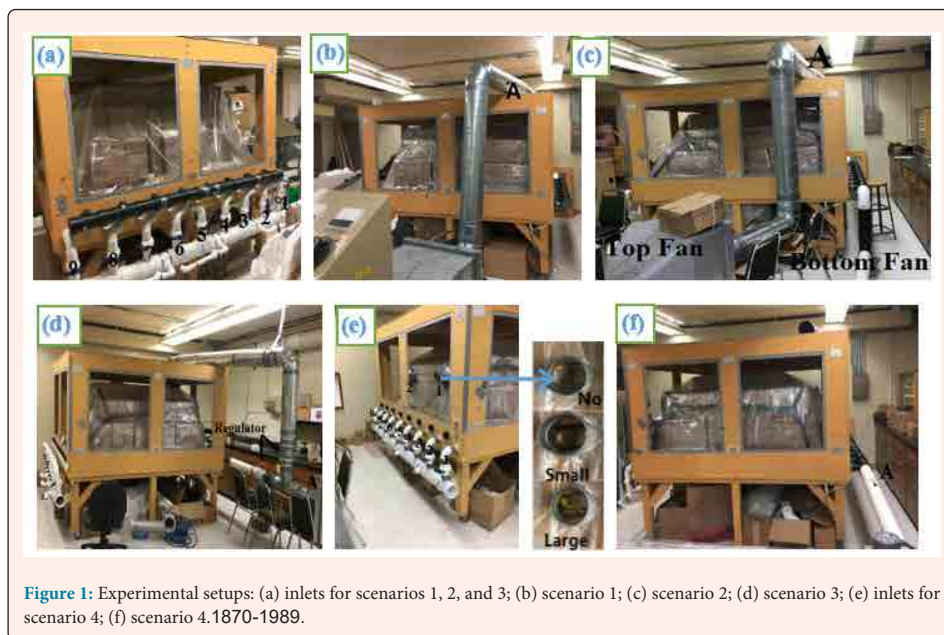 (a)
(b)
(c)
A
A
9 8 7 6 5 4 3 2 1
Top Fan
Bottom Fan
(d)
(e)
(f)
Regulator
A
2 1
No
Small
Large
A
Figure 1: Experimental setups: (a) inlets for scenarios 1, 2, and 3; (b) scenario 1; (c) scenario 2; (d) scenario 3; (e) inlets for
scenario 4; (f) scenario 4.1870-1989.